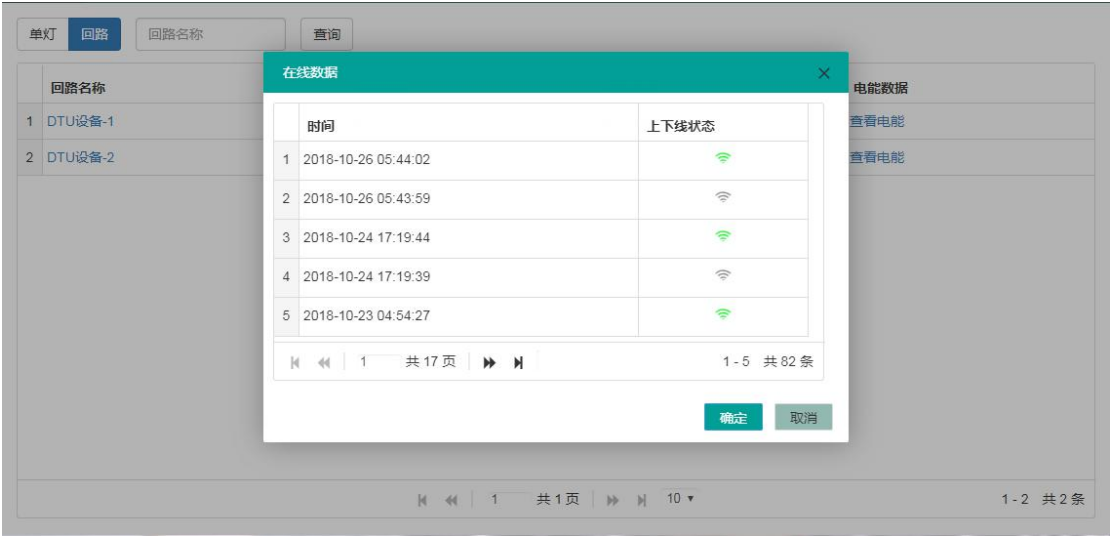 单灯 回路 回路名称 查询
在线数据
回路名称 电能数据
时间 上下线状态
1 DTU设备-1 查看电能
1 2018-10-26 05:44:02
2 DTU设备-2 查看电能
2 2018-10-26 05:43:59
3 2018-10-24 17:19:44
4 2018-10-24 17:19:39
5 2018-10-23 04:54:27
1 共 17 页 1 - 5 共 82 条
确定 取消
1 共 1 页 10 1 - 2 共 2 条